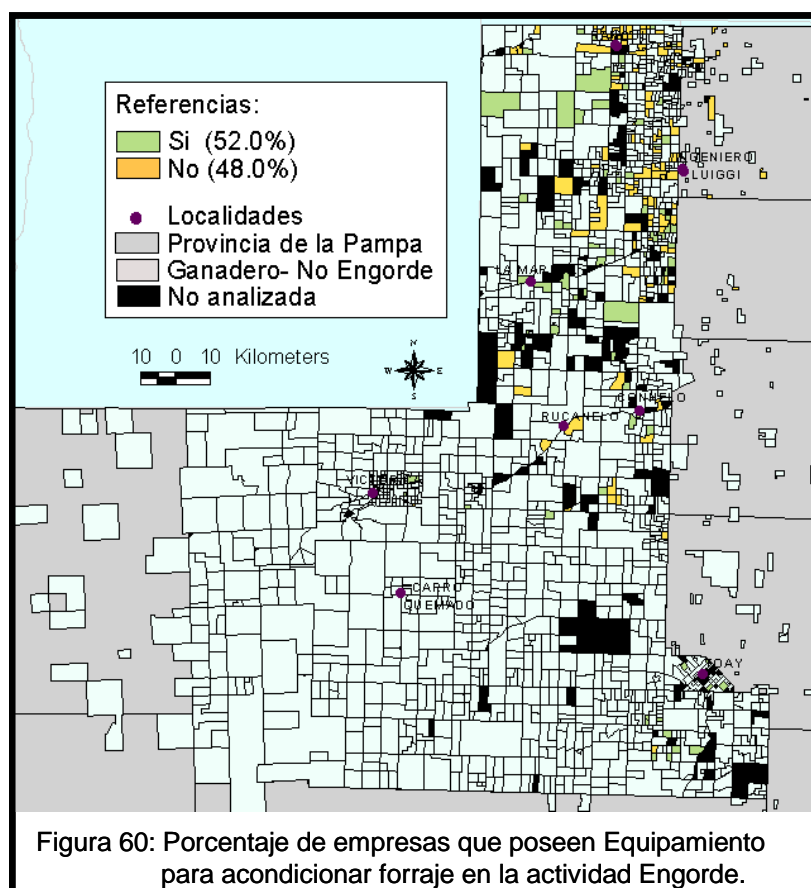 Referencias:
Si (52.0%)
No (48.0%)
Localidades
Provincia de la Pampa
Ganadero- No Engorde
No analizada
10 0 10 Kilometers
N
W E
S
INGENIERO
LUIGGI
LA MAR
CONHELO
RUCANELO
CARRO
QUEMADO
TOAY
Figura 60: Porcentaje de empresas que poseen Equipamiento
para acondicionar forraje en la actividad Engorde.